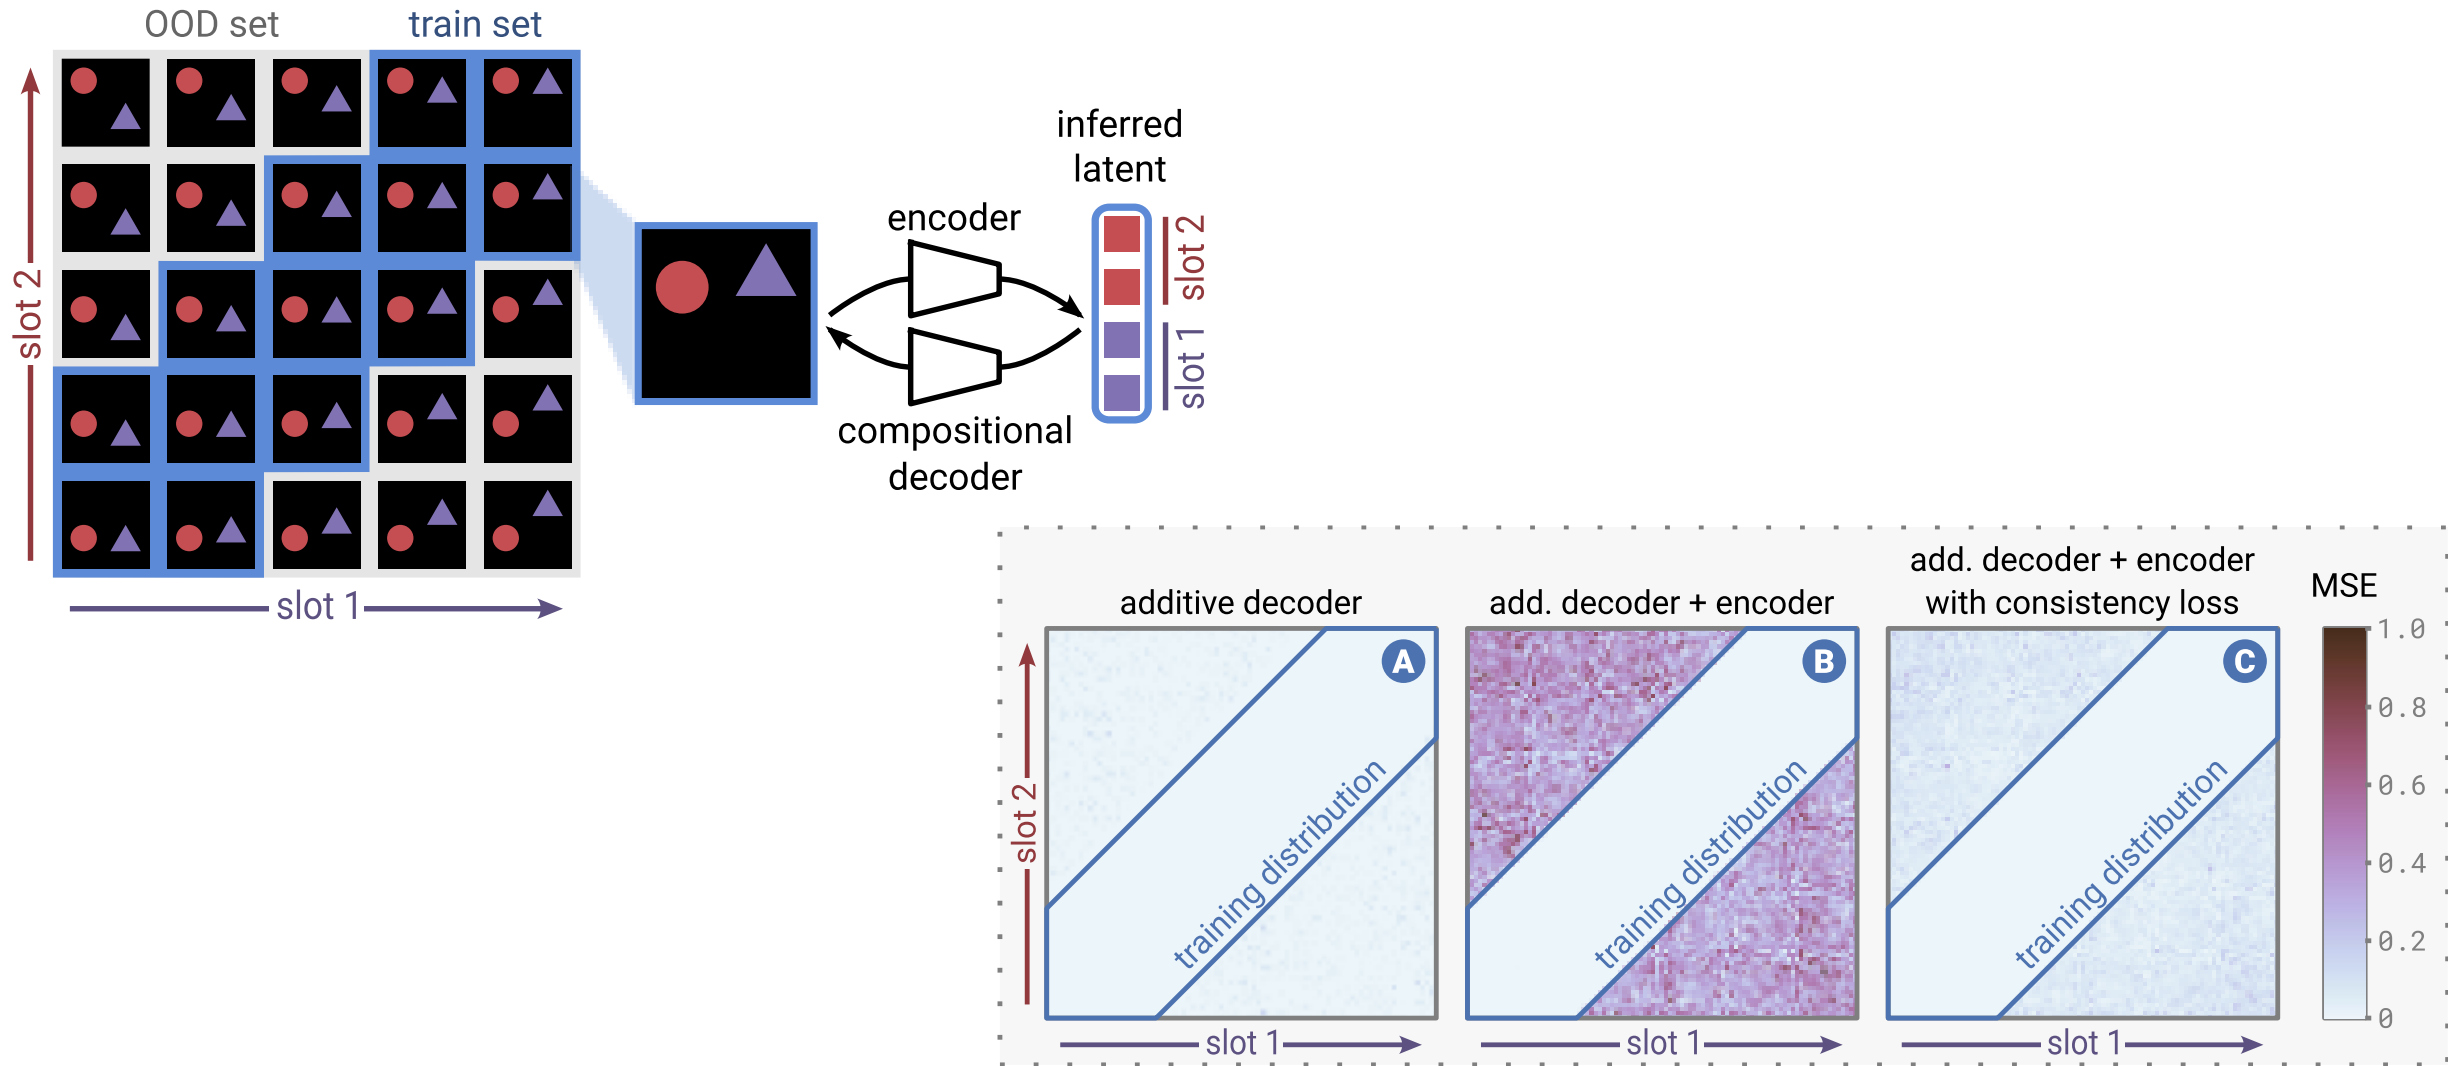 OOD set
train set
slot 2
slot 1
encoder
compositional
decoder
inferred
latent
slot 2
slot 1
additive decoder
add. decoder + encoder
add. decoder + encoder
with consistency loss
MSE
A
B
C
training distribution
training distribution
training distribution
slot 2
slot 1
slot 1
slot 1
1.0
0.8
0.6
0.4
0.2
0